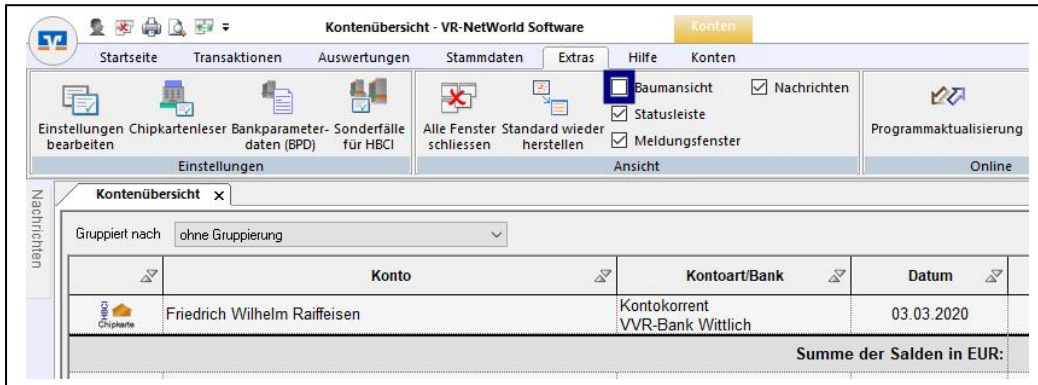 Kontenübersicht - VR-NetWorld Software
Konten
Startseite Transaktionen Auswertungen Stammdaten Extras Hilfe Konten
Einstellungen bearbeiten
Chipkartenleser
Bankparameter-daten (BPD)
Sonderfälle für HBCI
Einstellungen
Alle Fenster schliessen
Standard wieder herstellen
Baumansicht
Statusleiste
Meldungsfenster
Nachrichten
Ansicht
Programmaktualisierung
Online
Nachrichten
Kontenübersicht x
Gruppiert nach ohne Gruppierung
Konto Kontoart/Bank Datum
HBCI
Chipkarte
Friedrich Wilhelm Raiffeisen
Kontokorrent
VVR-Bank Wittlich
03.03.2020
Summe der Salden in EUR: